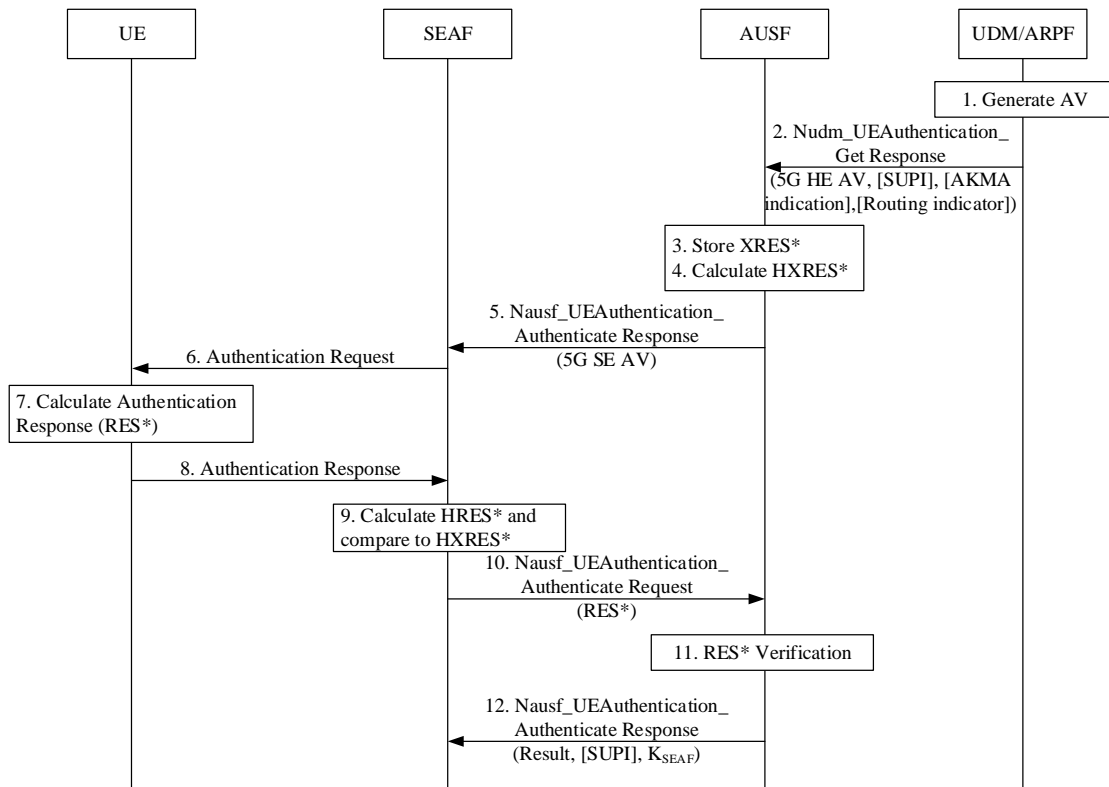 UE
SEAF
AUSF
UDM/ARPF
1. Generate AV
2. Nudm_UEAuthentication_
Get Response
(5G HE AV, [SUPI], [AKMA
indication],[Routing indicator])
3. Store XRES*
4. Calculate HXRES*
5. Nausf_UEAuthentication_
Authenticate Response
(5G SE AV)
6. Authentication Request
7. Calculate Authentication
Response (RES*)
8. Authentication Response
9. Calculate HRES* and
compare to HXRES*
10. Nausf_UEAuthentication_
Authenticate Request
(RES*)
11. RES* Verification
12. Nausf_UEAuthentication_
Authenticate Response
(Result, [SUPI], KSEAF)